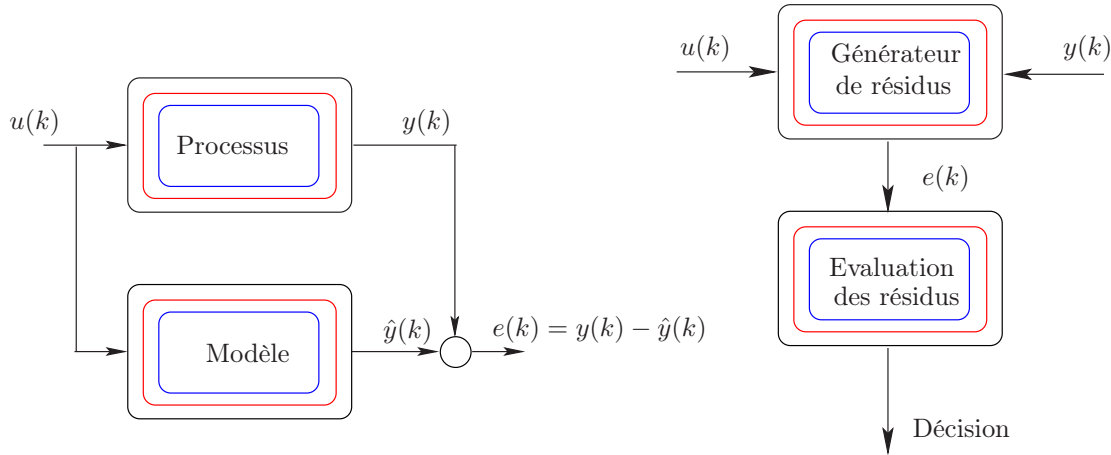 u(k)
Processus
y(k)
Modèle
ŷ(k)
e(k) = y(k) − ŷ(k)
u(k)
Générateur
de résidus
y(k)
e(k)
Evaluation
des résidus
Décision